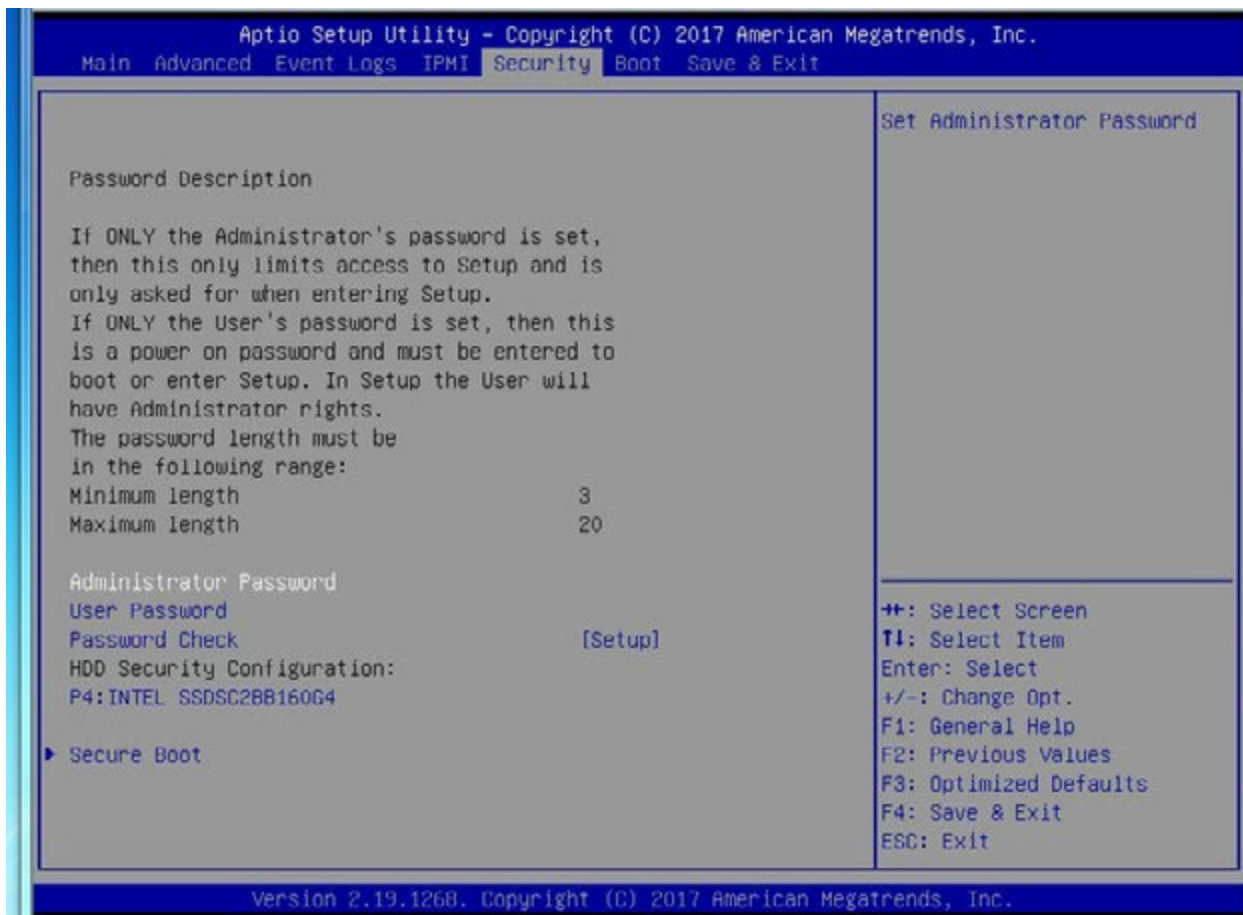 Aptio Setup Utility – Copyright (C) 2017 American Megatrends, Inc.
Main Advanced Event Logs IPMI Security Boot Save & Exit
Password Description
If ONLY the Administrator's password is set,
then this only limits access to Setup and is
only asked for when entering Setup.
If ONLY the User's password is set, then this
is a power on password and must be entered to
boot or enter Setup. In Setup the User will
have Administrator rights.
The password length must be
in the following range:
Minimum length 3
Maximum length 20
Administrator Password
User Password
Password Check [Setup]
HDD Security Configuration:
P4:INTEL SSDSC2BB160G4
Secure Boot
Set Administrator Password
→←: Select Screen
↑↓: Select Item
Enter: Select
+/-: Change Opt.
F1: General Help
F2: Previous Values
F3: Optimized Defaults
F4: Save & Exit
ESC: Exit
Version 2.19.1268. Copyright (C) 2017 American Megatrends, Inc.